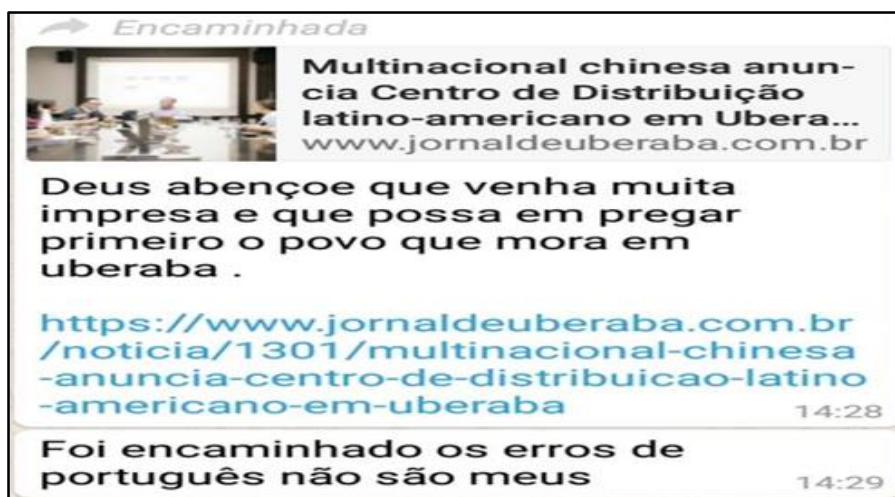 Encaminhada
Multinacional chinesa anun-
cia Centro de Distribuição
latino-americano em Ubera...
www.jornaldeuberaba.com.br
Deus abençoe que venha muita
impresa e que possa em pregar
primeiro o povo que mora em
uberaba .
https://www.jornaldeuberaba.com.br
/noticia/1301/multinacional-chinesa
-anuncia-centro-de-distribuicao-latino
-americano-em-uberaba
14:28
Foi encaminhado os erros de
português não são meus
14:29